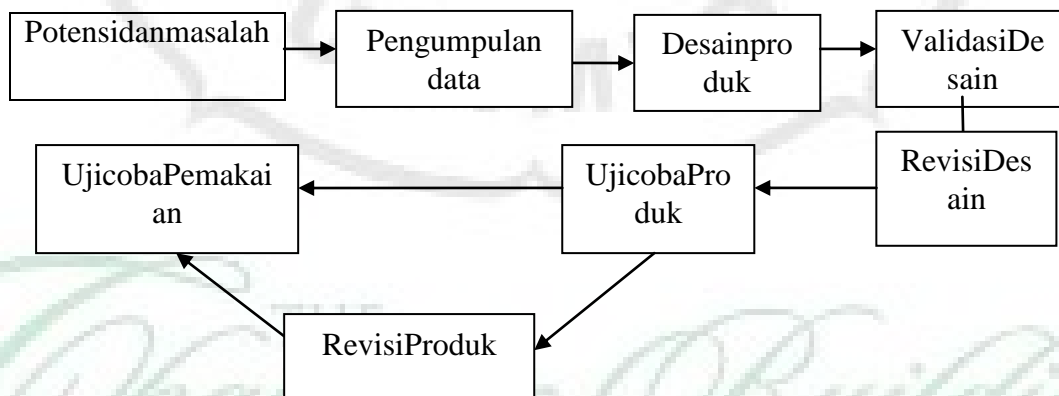 Potensidanmasalah
Pengumpulan
data
Desainpro
duk
ValidasiDe
sain
RevisiDes
ain
UjicobaPro
duk
UjicobaPemakai
an
RevisiProduk